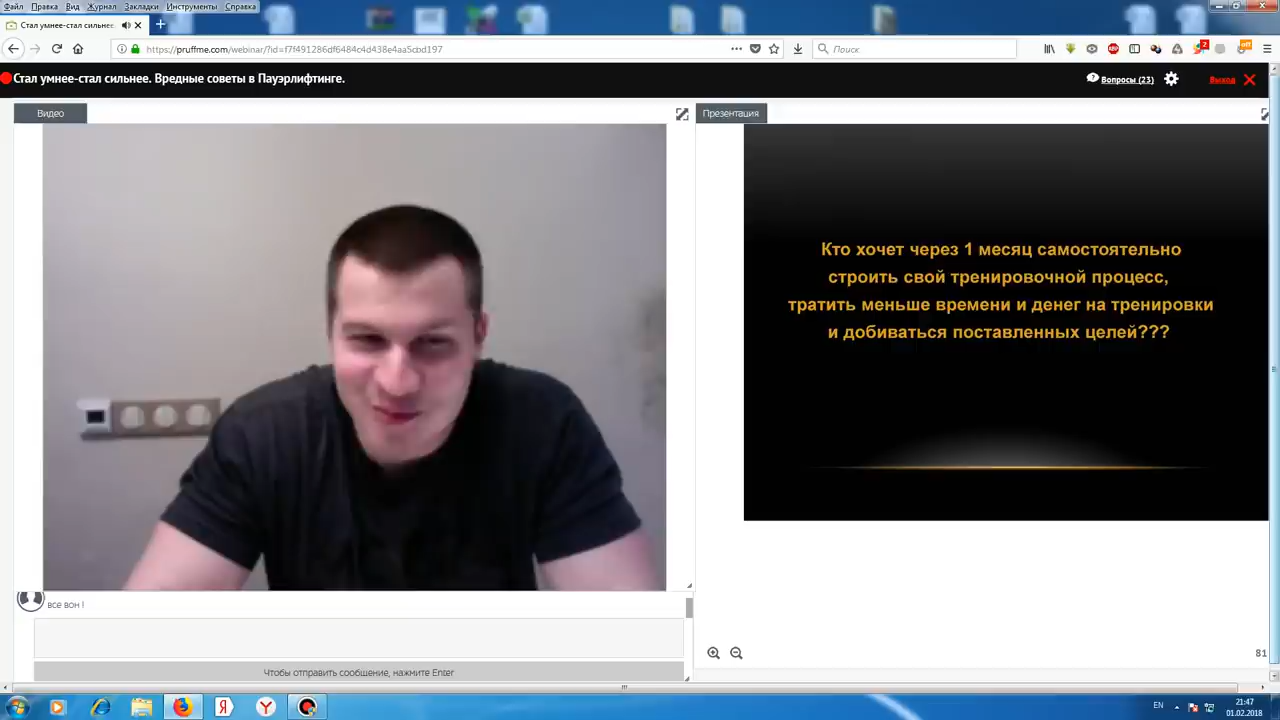 Файл Правка Вид Журнал Закладки Инструменты Справка
Стал умнее-стал сильнее.
https://pruffme.com/webinar/?id=f7f491286df6484c4d438e4aa5cbd197
Поиск
Стал умнее-стал сильнее. Вредные советы в Пауэрлифтинге.
Вопросы (23)
Выход
Видео
Презентация
Кто хочет через 1 месяц самостоятельно
строить свой тренировочной процесс,
тратить меньше времени и денег на тренировки
и добиваться поставленных целей???
все вон !
Чтобы отправить сообщение, нажмите Enter
81
EN
21:47
01.02.2018